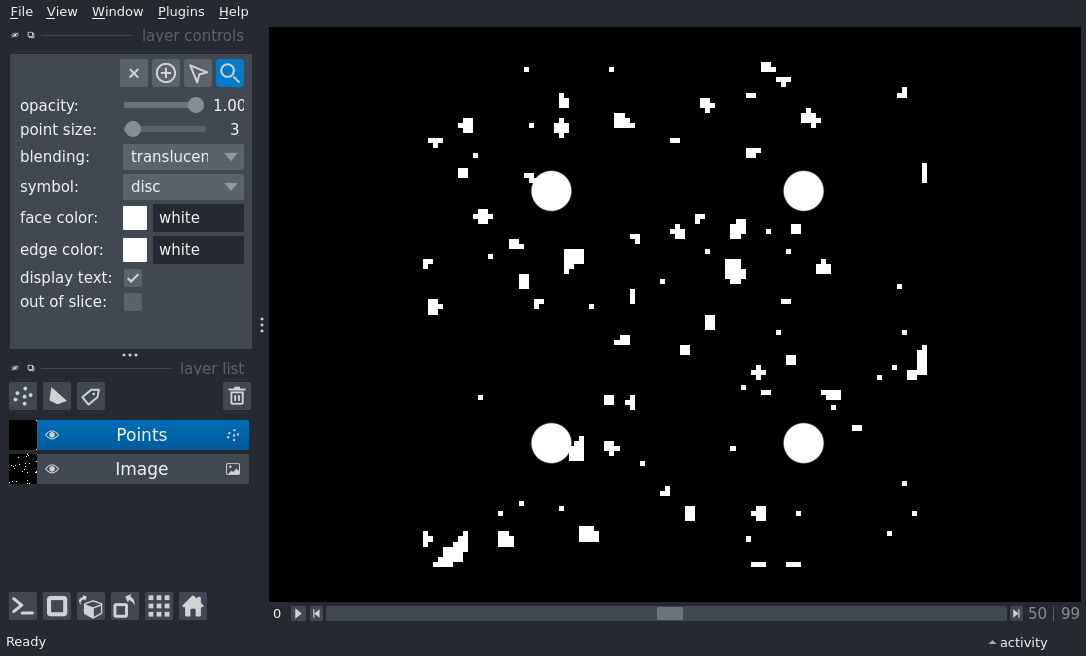 File View Window Plugins Help
layer controls
opacity: 1.00
point size: 3
blending: translucen
symbol: disc
face color: white
edge color: white
display text:
out of slice:
layer list
Points
Image
0 50 | 99
Ready activity